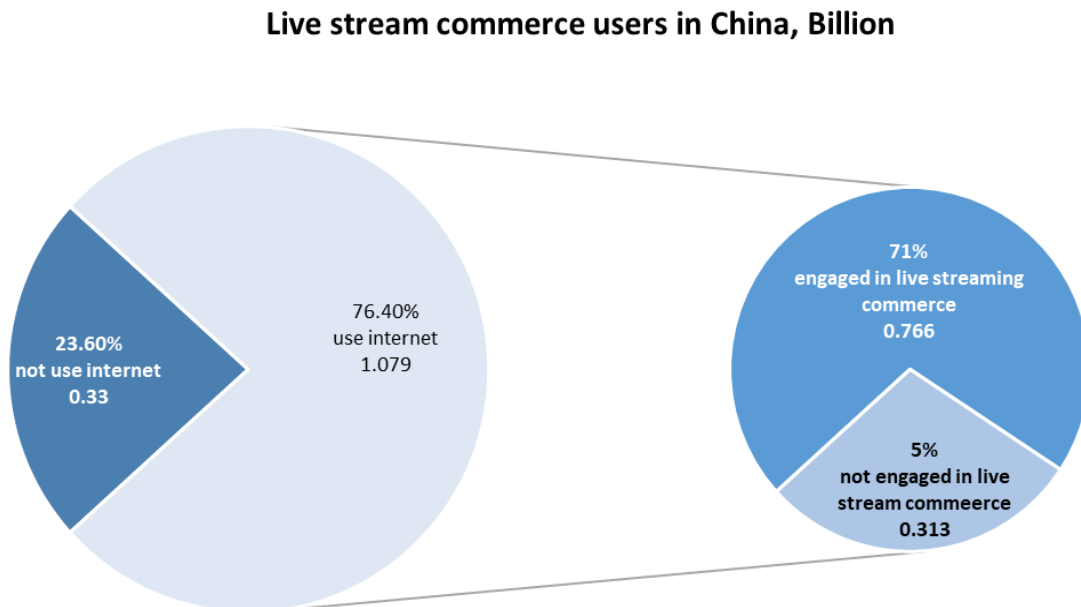 Live stream commerce users in China, Billion
76.40%
use internet
1.079
23.60%
not use internet
0.33
71%
engaged in live streaming
commerce
0.766
5%
not engaged in live
stream commeerce
0.313